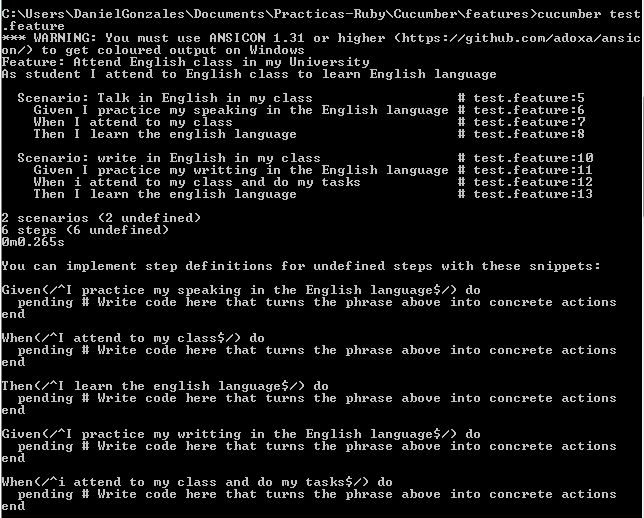 C:\Users\DanielGonzales\Documents\Practicas-Ruby\Cucumber\features>cucumber test
.feature
*** WARNING: You must use ANSICON 1.31 or higher (https://github.com/adoxa/ansic
on/) to get coloured output on Windows
Feature: Attend English class in my University
As student I attend to English class to learn English language
Scenario: Talk in English in my class # test.feature:5
Given I practice my speaking in the English language # test.feature:6
When I attend to my class # test.feature:7
Then I learn the english language # test.feature:8
Scenario: write in English in my class # test.feature:10
Given I practice my writting in the English language # test.feature:11
When i attend to my class and do my tasks # test.feature:12
Then I learn the english language # test.feature:13
2 scenarios (2 undefined)
6 steps (6 undefined)
0m0.265s
You can implement step definitions for undefined steps with these snippets:
Given(/^I practice my speaking in the English language$/) do
pending # Write code here that turns the phrase above into concrete actions
end
When(/^I attend to my class$/) do
pending # Write code here that turns the phrase above into concrete actions
end
Then(/^I learn the english language$/) do
pending # Write code here that turns the phrase above into concrete actions
end
Given(/^I practice my writting in the English language$/) do
pending # Write code here that turns the phrase above into concrete actions
end
When(/^i attend to my class and do my tasks$/) do
pending # Write code here that turns the phrase above into concrete actions
end